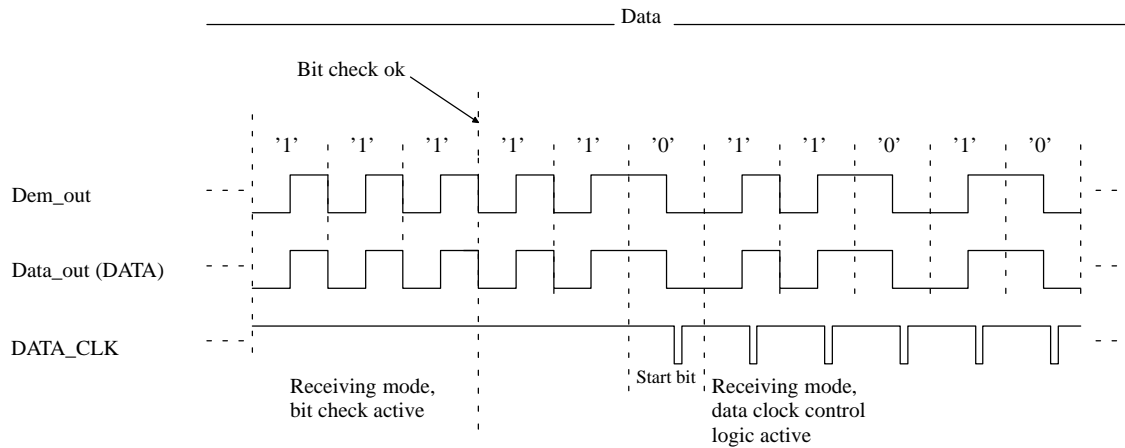 Data
Bit check ok
'1' '1' '1' '1' '1' '0' '1' '1' '0' '1' '0'
Dem_out
Data_out (DATA)
DATA_CLK
Start bit
Receiving mode,
bit check active
Receiving mode,
data clock control
logic active